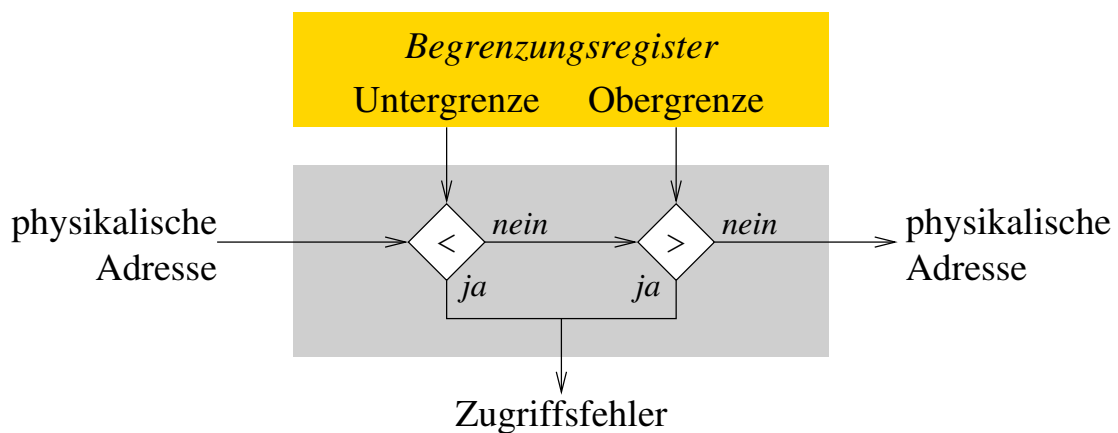 Begrenzungsregister
Untergrenze Obergrenze
physikalische
Adresse
< nein > nein
ja ja
physikalische
Adresse
Zugriffsfehler